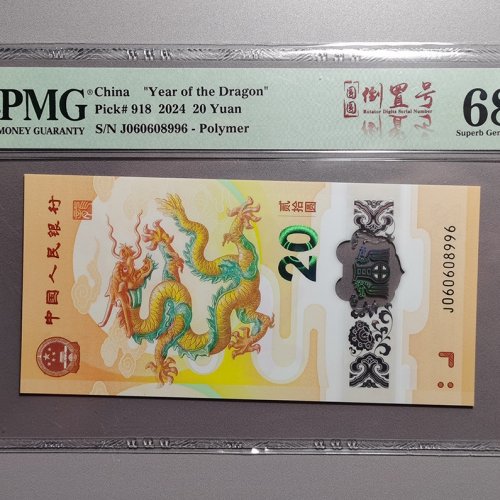 PMG
MONEY GUARANTY
China "Year of the Dragon"
Pick# 918 2024 20 Yuan
S/N J060608996 - Polymer
倒置号
Rotator Digits Serial Number
68
Superb Gem
中国人民银行
贰拾圆
20
J060608996